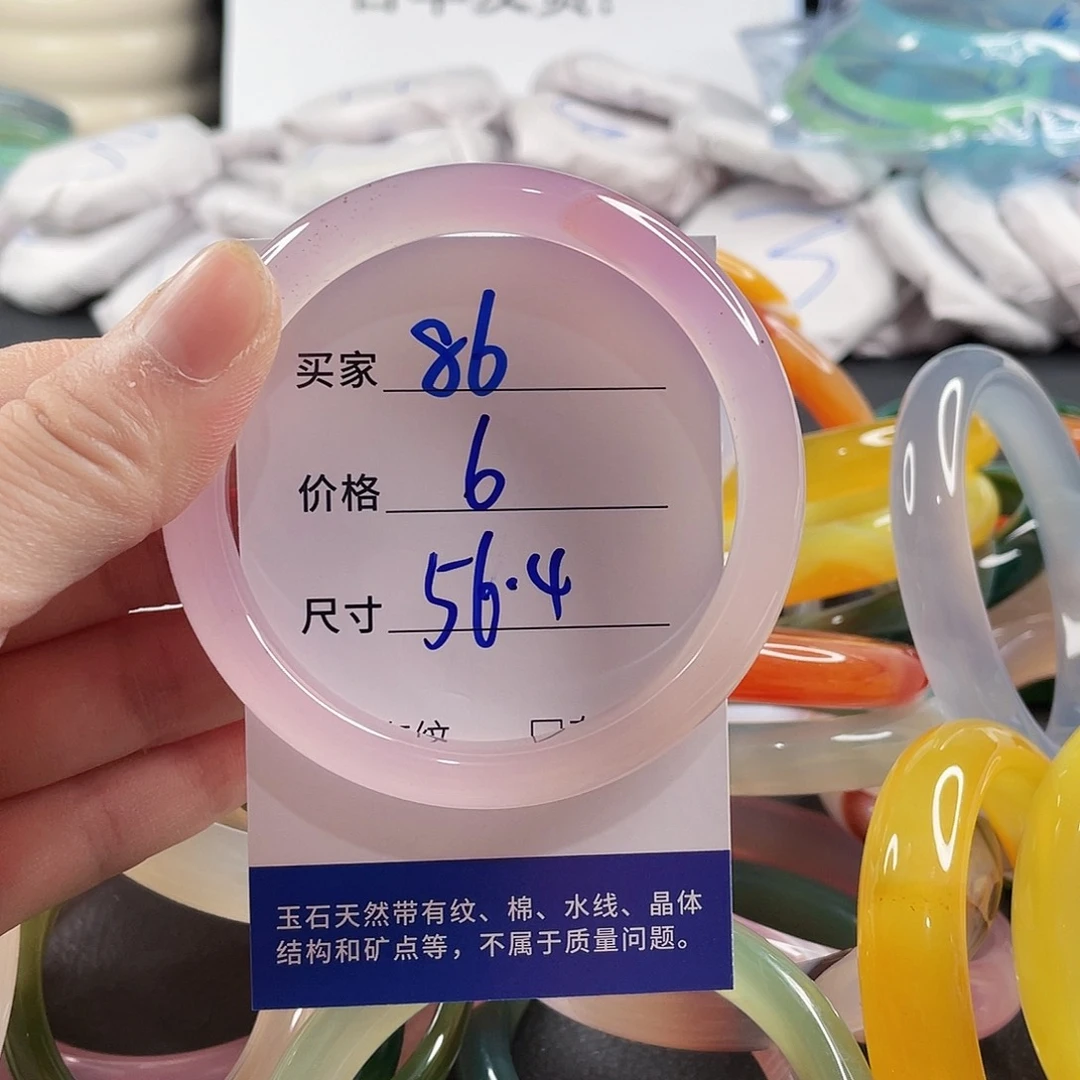 买家 86
价格 6
尺寸 56.4
纹
玉石天然带有纹、棉、水线、晶体
结构和矿点等，不属于质量问题。